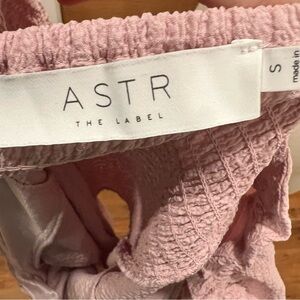 ASTR
THE LABEL
S
made in